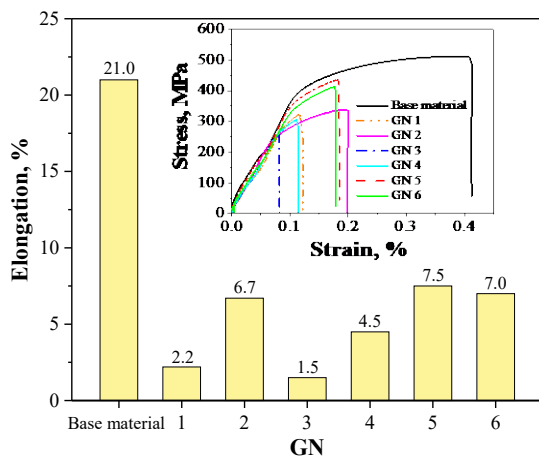 Elongation, %
25
20
15
10
5
0
21.0
2.2
6.7
1.5
4.5
7.5
7.0
Base material 1 2 3 4 5 6
GN
Stress, MPa
600
500
400
300
200
100
0
Base material
GN 1
GN 2
GN 3
GN 4
GN 5
GN 6
0.0 0.1 0.2 0.3 0.4
Strain, %